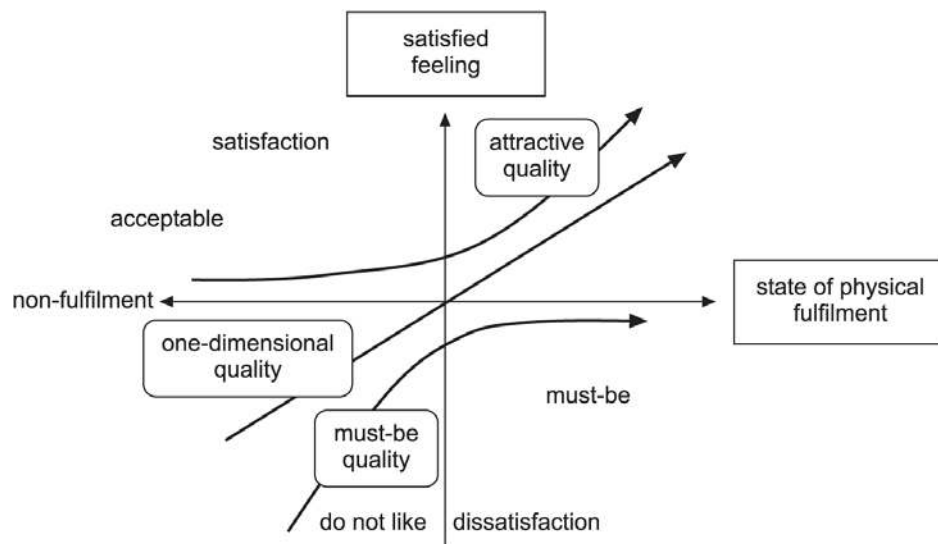 satisfied
feeling
satisfaction
attractive
quality
acceptable
non-fulfilment
state of physical
fulfilment
one-dimensional
quality
must-be
must-be
quality
do not like
dissatisfaction